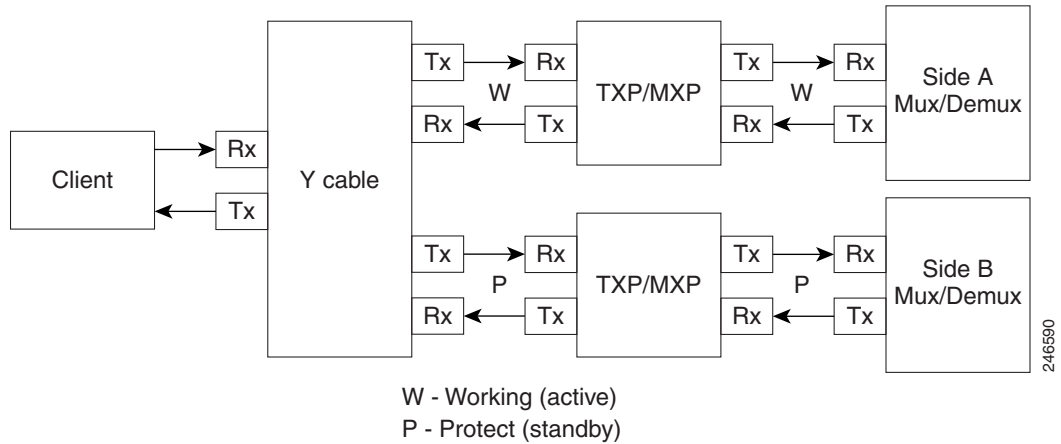 Tx
Rx
Tx
Rx
W
TXP/MXP
W
Side A
Mux/Demux
Rx
Tx
Rx
Tx
Rx
Client
Y cable
Tx
Tx
Rx
Tx
Rx
P
TXP/MXP
P
Side B
Mux/Demux
Rx
Tx
Rx
Tx
246590
W - Working (active)
P - Protect (standby)